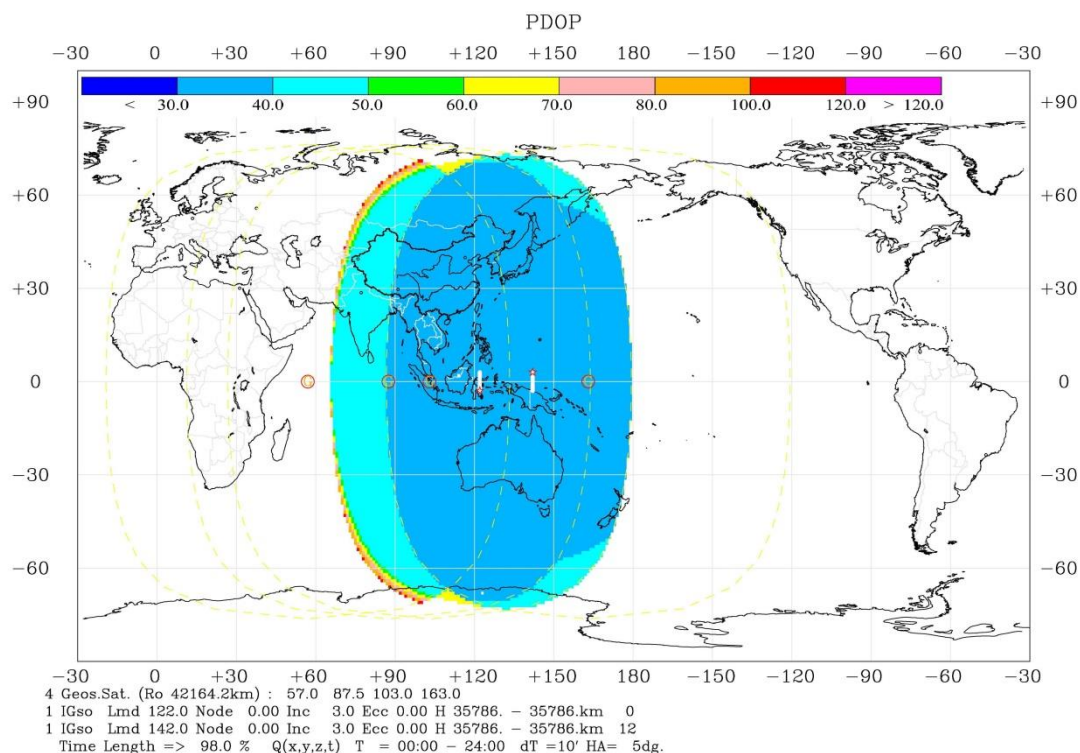 PDOP
−30 0 +30 +60 +90 +120 +150 180 −150 −120 −90 −60 −30
< 30.0 40.0 50.0 60.0 70.0 80.0 100.0 120.0 > 120.0
+90 +90
+60 +60
+30 +30
0 0
−30 −30
−60 −60
−30 0 +30 +60 +90 +120 +150 180 −150 −120 −90 −60 −30
4 Geos.Sat. (Ro 42164.2km) : 57.0 87.5 103.0 163.0
1 IGso Lmd 122.0 Node 0.00 Inc 3.0 Ecc 0.00 H 35786. − 35786.km 0
1 IGso Lmd 142.0 Node 0.00 Inc 3.0 Ecc 0.00 H 35786. − 35786.km 12
Time Length => 98.0 % Q(x,y,z,t) T = 00:00 − 24:00 dT =10′ HA= 5dg.